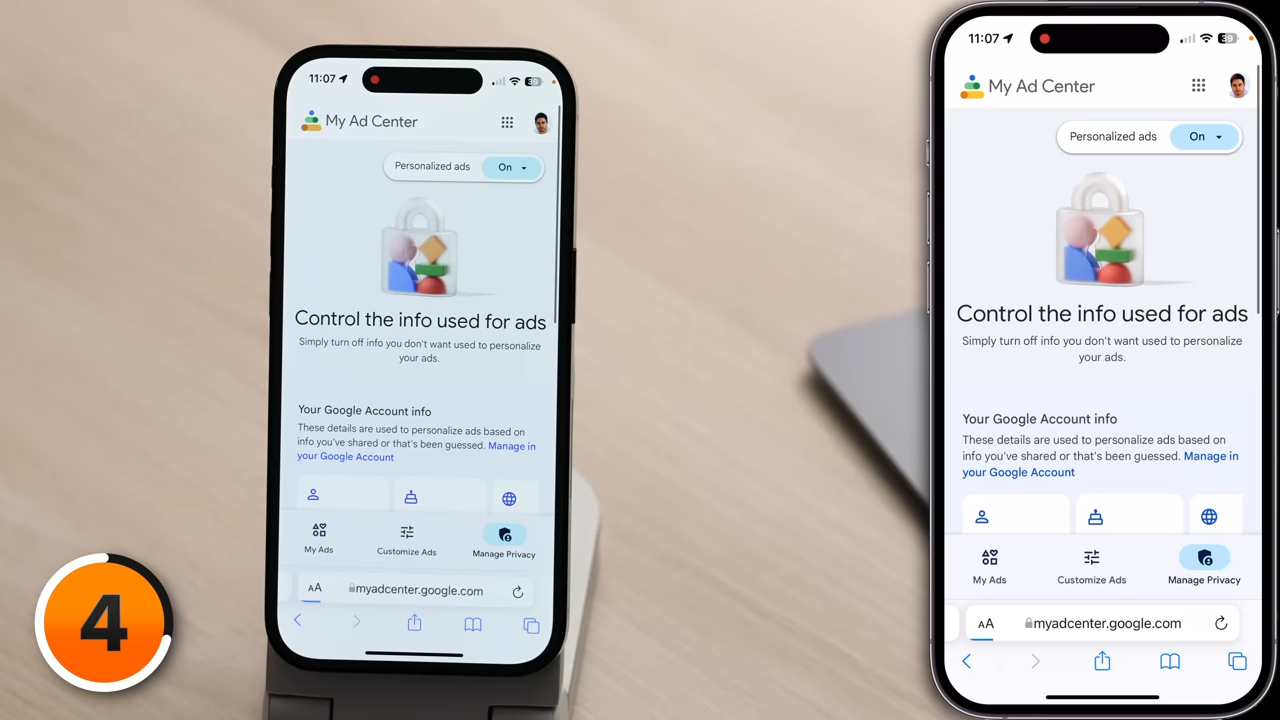 11:07
39
My Ad Center
Personalized ads On
Control the info used for ads
Simply turn off info you don't want used to personalize
your ads.
Your Google Account info
These details are used to personalize ads based on
info you've shared or that's been guessed. Manage in
your Google Account
My Ads Customize Ads Manage Privacy
AA myadcenter.google.com
4
11:07
39
My Ad Center
Personalized ads On
Control the info used for ads
Simply turn off info you don't want used to personalize
your ads.
Your Google Account info
These details are used to personalize ads based on
info you've shared or that's been guessed. Manage in
your Google Account
My Ads Customize Ads Manage Privacy
AA myadcenter.google.com